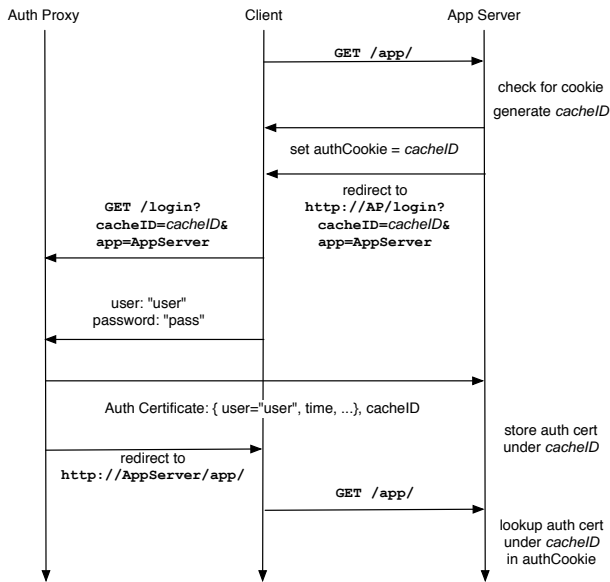 Auth Proxy
Client
App Server
GET /app/
check for cookie
generate cacheID
set authCookie = cacheID
redirect to
http://AP/login?
cacheID=cacheID&
app=AppServer
GET /login?
cacheID=cacheID&
app=AppServer
user: "user"
password: "pass"
Auth Certificate: { user="user", time, ...}, cacheID
store auth cert
under cacheID
redirect to
http://AppServer/app/
GET /app/
lookup auth cert
under cacheID
in authCookie